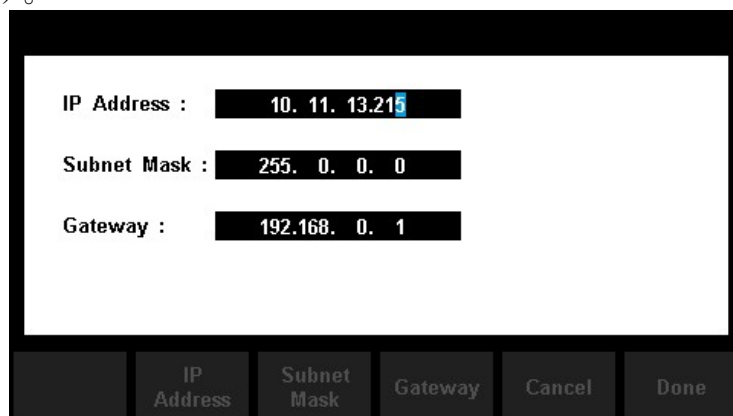 IP Address : 10. 11. 13.215
Subnet Mask : 255. 0. 0. 0
Gateway : 192.168. 0. 1
IP Address
Subnet Mask
Gateway
Cancel
Done